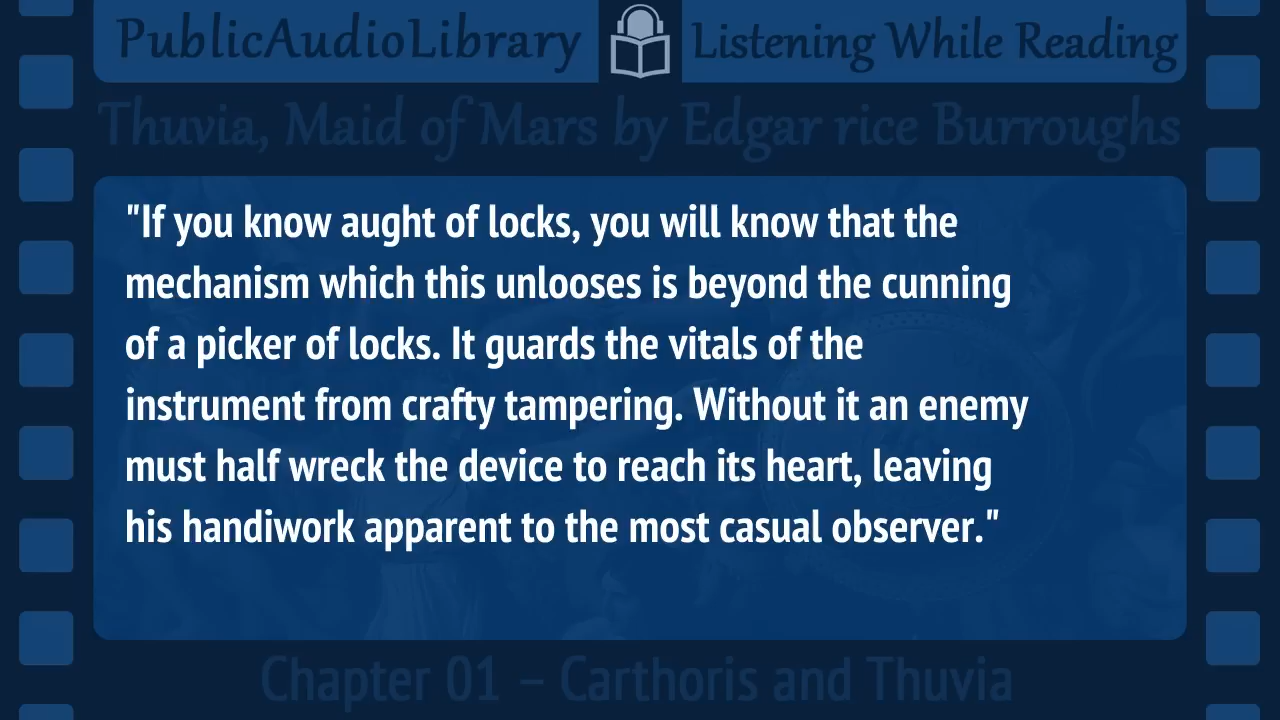 PublicAudioLibrary Listening While Reading
Thuvia, Maid of Mars by Edgar rice Burroughs
"If you know aught of locks, you will know that the
mechanism which this unlooses is beyond the cunning
of a picker of locks. It guards the vitals of the
instrument from crafty tampering. Without it an enemy
must half wreck the device to reach its heart, leaving
his handiwork apparent to the most casual observer."
Chapter 01 – Carthoris and Thuvia